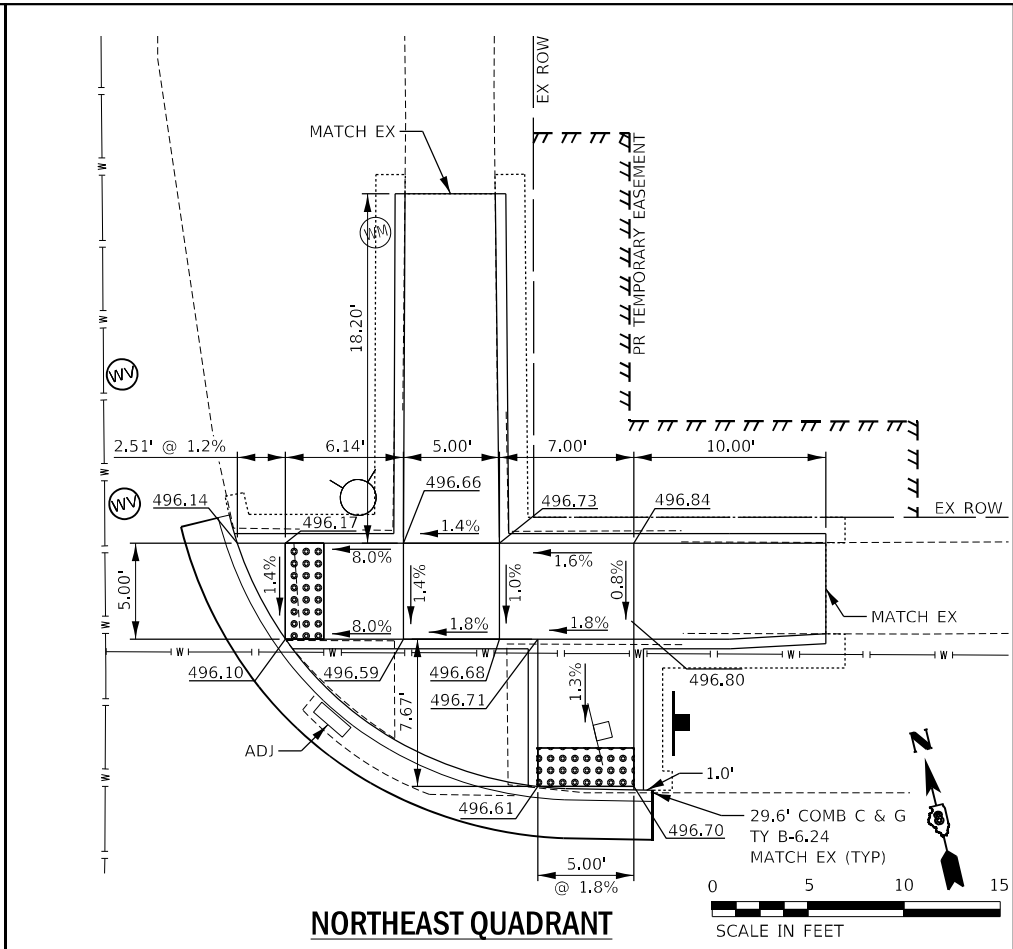 EX ROW
MATCH EX
PR TEMPORARY EASEMENT
WM
18.20'
WV
2.51' @ 1.2%
6.14'
5.00'
7.00'
10.00'
WV
496.14
496.17
496.66
496.73
496.84
EX ROW
1.4%
8.0%
1.6%
5.00'
1.4%
1.4%
1.0%
0.8%
MATCH EX
8.0%
1.8%
1.8%
W
W
W
W
W
W
W
W
W
W
W
W
W
496.10
496.59
496.68
496.71
496.80
7.67'
1.3%
ADJ
1.0'
N
496.61
496.70
29.6' COMB C & G
TY B-6.24
MATCH EX (TYP)
5.00'
@ 1.8%
0 5 10 15
SCALE IN FEET
NORTHEAST QUADRANT